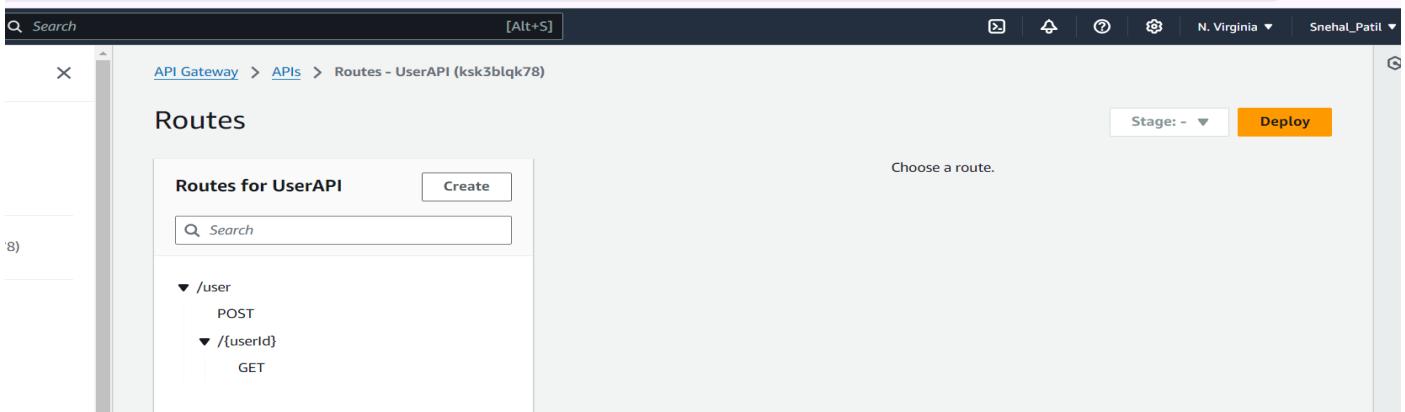 Search [Alt+S] N. Virginia ▼ Snehal_Patil ▼
API Gateway > APIs > Routes - UserAPI (ksk3blqk78)
Routes
Stage: - ▼ Deploy
Choose a route.
Routes for UserAPI Create
Search
'8)
▼ /user
POST
▼ /{userId}
GET